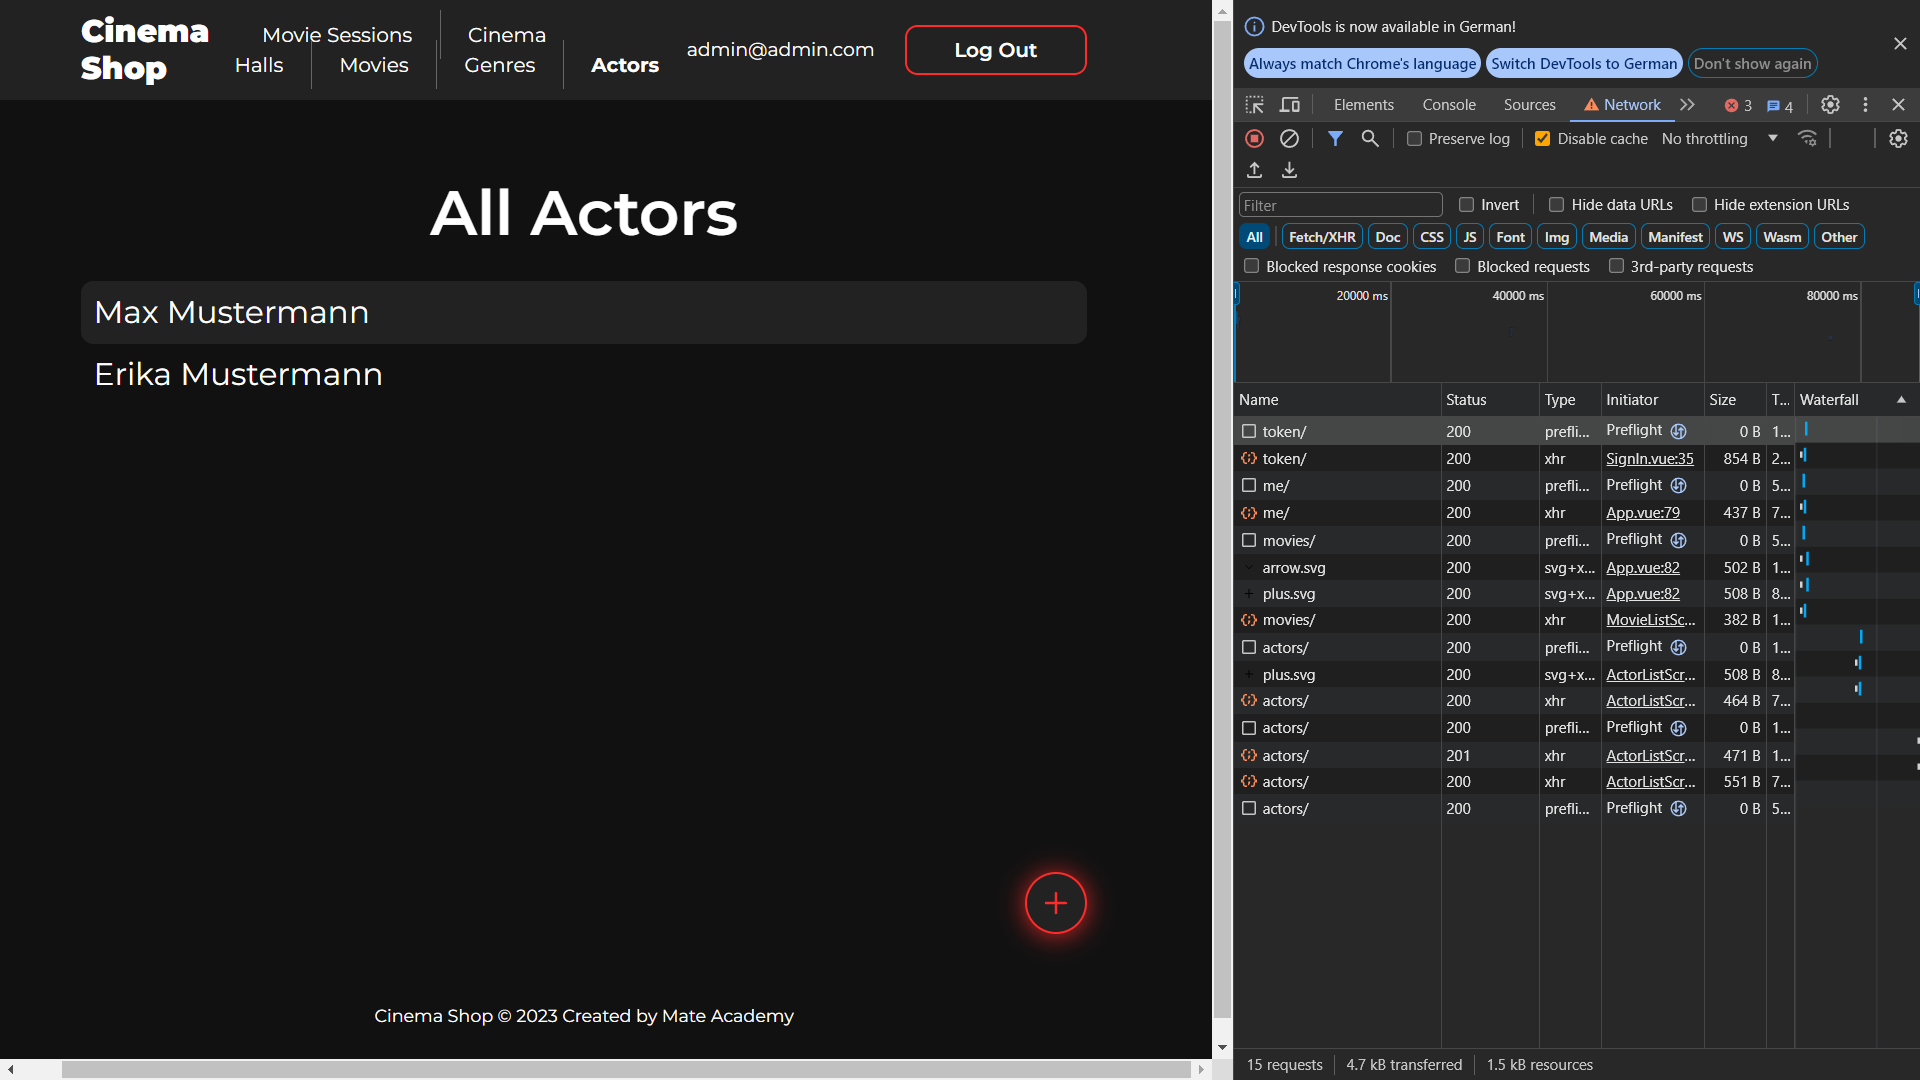 Cinema
Shop
Movie Sessions
Cinema
Halls
Movies
Genres
Actors
admin@admin.com
Log Out
All Actors
Max Mustermann
Erika Mustermann
Cinema Shop © 2023 Created by Mate Academy
DevTools is now available in German!
Always match Chrome's language
Switch DevTools to German
Don't show again
Elements
Console
Sources
Network
3
4
Preserve log
Disable cache
No throttling
Filter
Invert
Hide data URLs
Hide extension URLs
All
Fetch/XHR
Doc
CSS
JS
Font
Img
Media
Manifest
WS
Wasm
Other
Blocked response cookies
Blocked requests
3rd-party requests
20000 ms
40000 ms
60000 ms
80000 ms
Name Status Type Initiator Size T... Waterfall
token/ 200 prefli... Preflight 0 B 1...
token/ 200 xhr SignIn.vue:35 854 B 2...
me/ 200 prefli... Preflight 0 B 5...
me/ 200 xhr App.vue:79 437 B 7...
movies/ 200 prefli... Preflight 0 B 5...
arrow.svg 200 svg+x... App.vue:82 502 B 1...
plus.svg 200 svg+x... App.vue:82 508 B 8...
movies/ 200 xhr MovieListSc... 382 B 1...
actors/ 200 prefli... Preflight 0 B 1...
plus.svg 200 svg+x... ActorListScr... 508 B 8...
actors/ 200 xhr ActorListScr... 464 B 7...
actors/ 200 prefli... Preflight 0 B 1...
actors/ 201 xhr ActorListScr... 471 B 1...
actors/ 200 xhr ActorListScr... 551 B 7...
actors/ 200 prefli... Preflight 0 B 5...
15 requests
4.7 kB transferred
1.5 kB resources